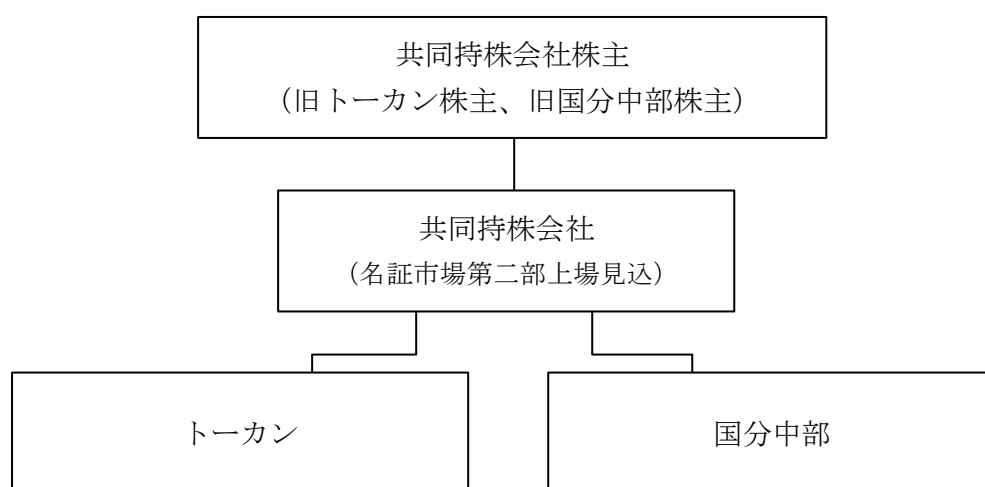 共同持株会社株主
（旧トーカン株主、旧国分中部株主）
共同持株会社
（名証市場第二部上場見込）
トーカン
国分中部